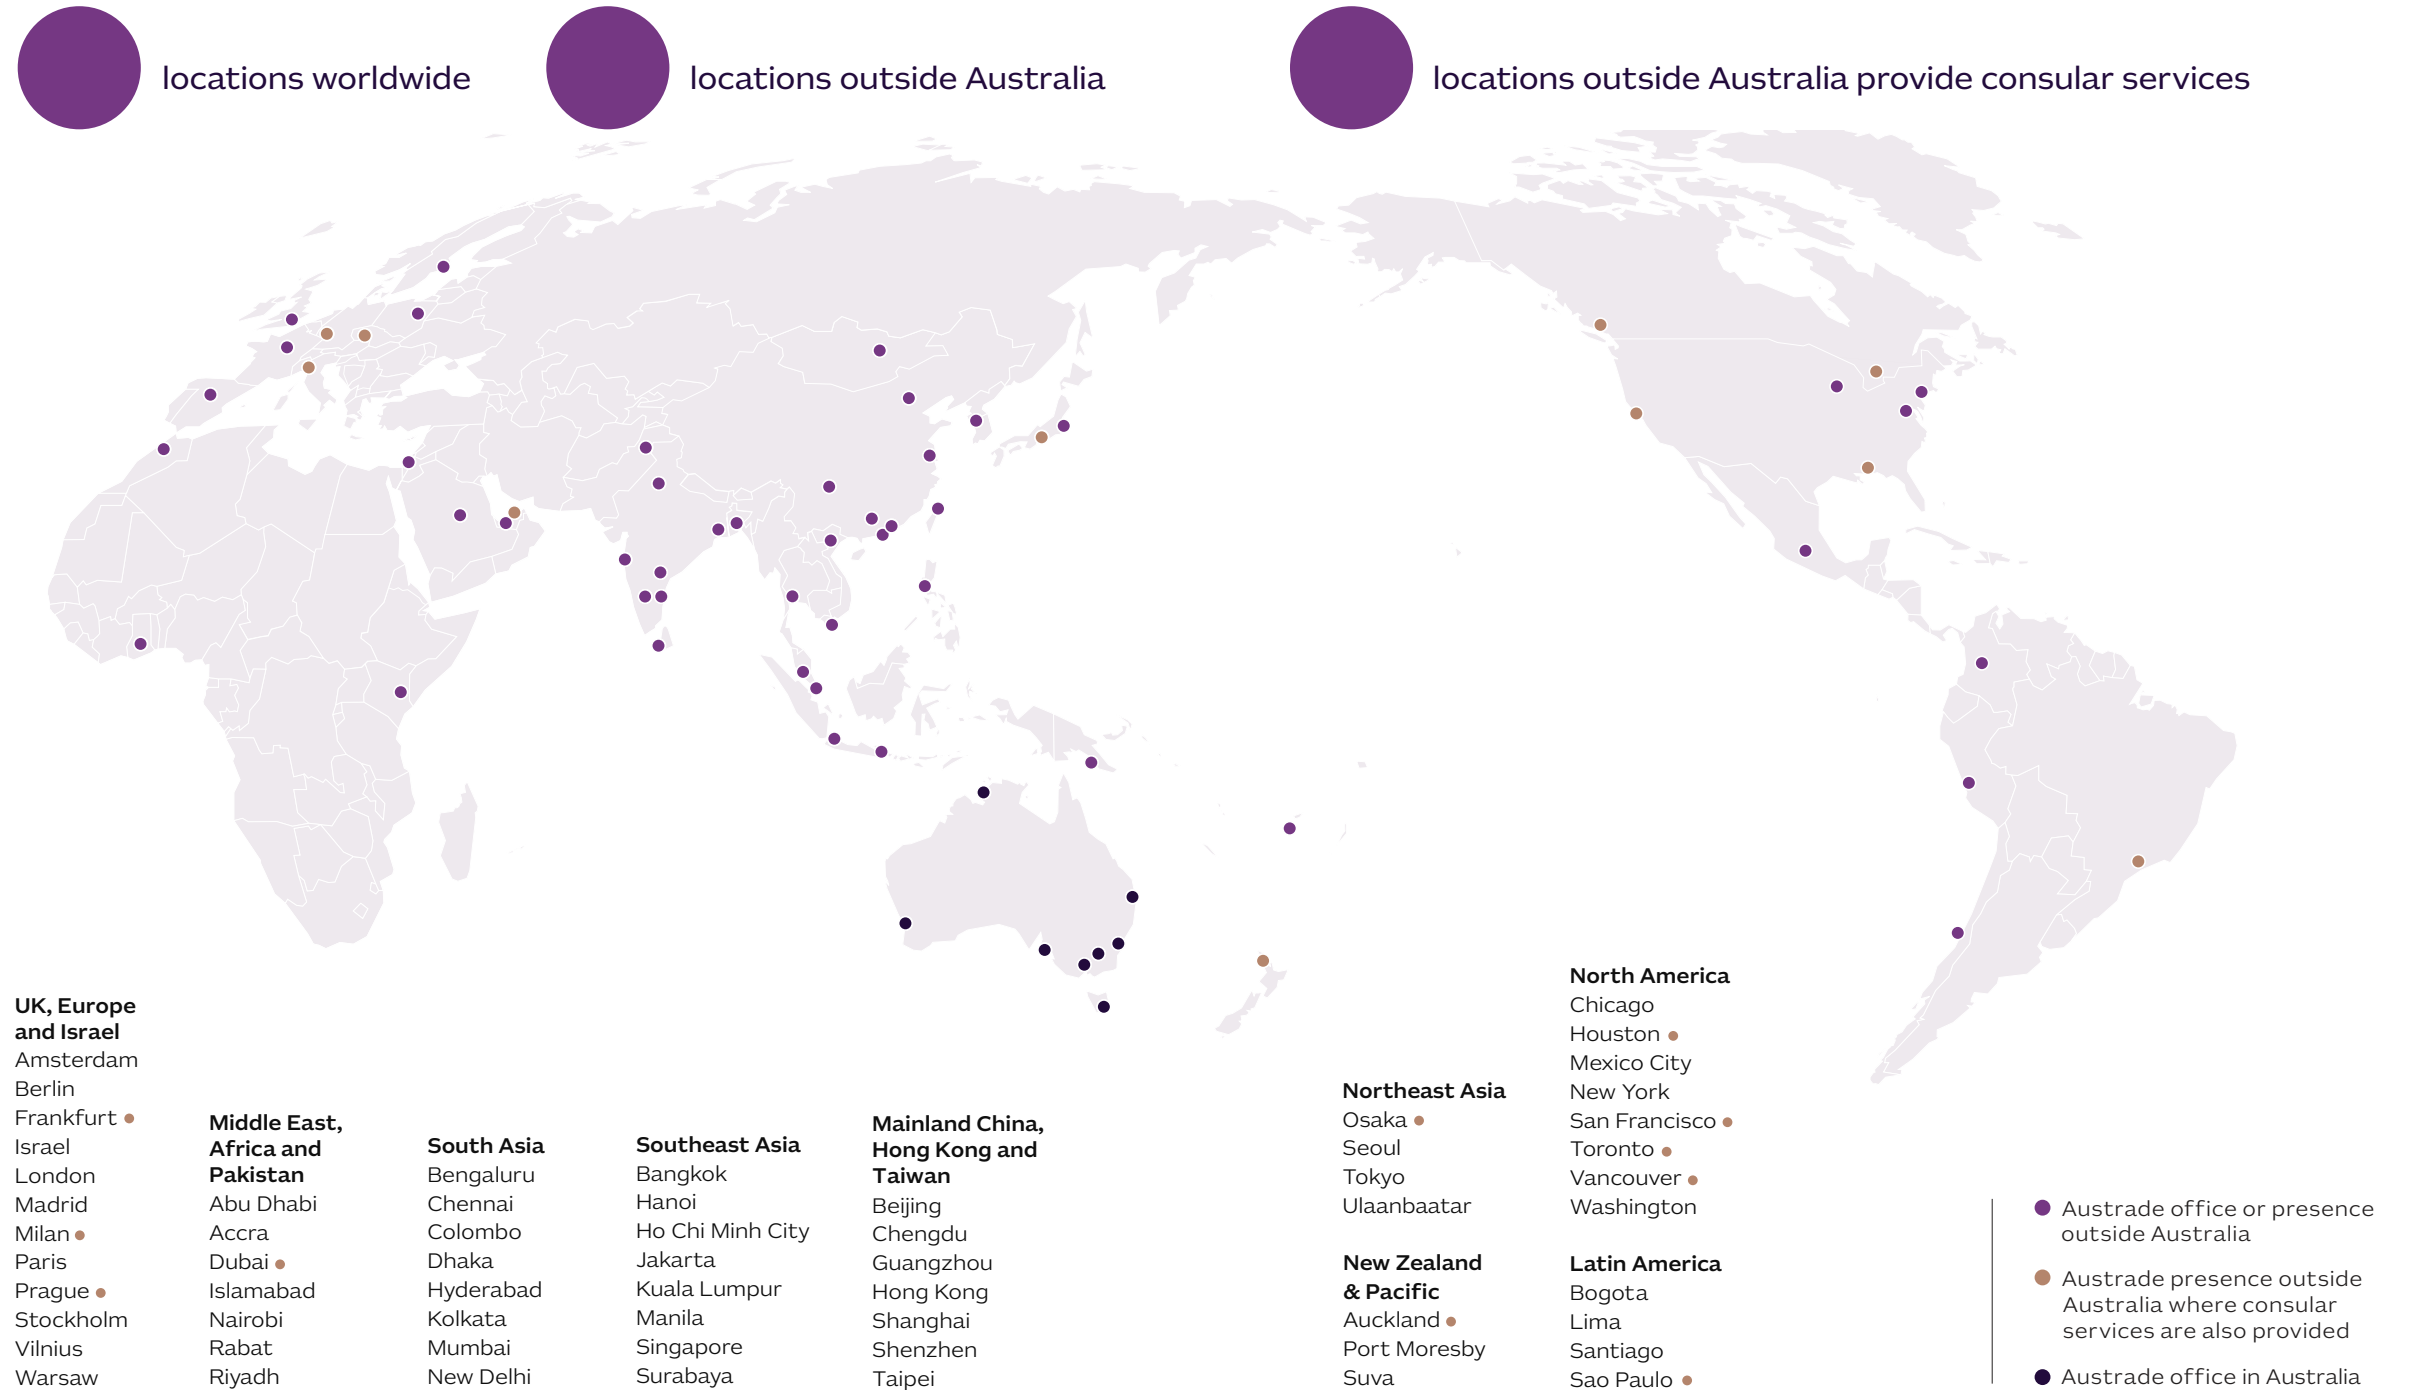 locations worldwide
locations outside Australia
locations outside Australia provide consular services
UK, Europe
and Israel
Amsterdam
Berlin
Frankfurt
Israel
London
Madrid
Milan
Paris
Prague
Stockholm
Vilnius
Warsaw
Middle East,
Africa and
Pakistan
Abu Dhabi
Accra
Dubai
Islamabad
Nairobi
Rabat
Riyadh
South Asia
Bengaluru
Chennai
Colombo
Dhaka
Hyderabad
Kolkata
Mumbai
New Delhi
Southeast Asia
Bangkok
Hanoi
Ho Chi Minh City
Jakarta
Kuala Lumpur
Manila
Singapore
Surabaya
Mainland China,
Hong Kong and
Taiwan
Beijing
Chengdu
Guangzhou
Hong Kong
Shanghai
Shenzhen
Taipei
Northeast Asia
Osaka
Seoul
Tokyo
Ulaanbaatar
New Zealand
& Pacific
Auckland
Port Moresby
Suva
North America
Chicago
Houston
Mexico City
New York
San Francisco
Toronto
Vancouver
Washington
Latin America
Bogota
Lima
Santiago
Sao Paulo
Austrade office or presence
outside Australia
Austrade presence outside
Australia where consular
services are also provided
Austrade office in Australia